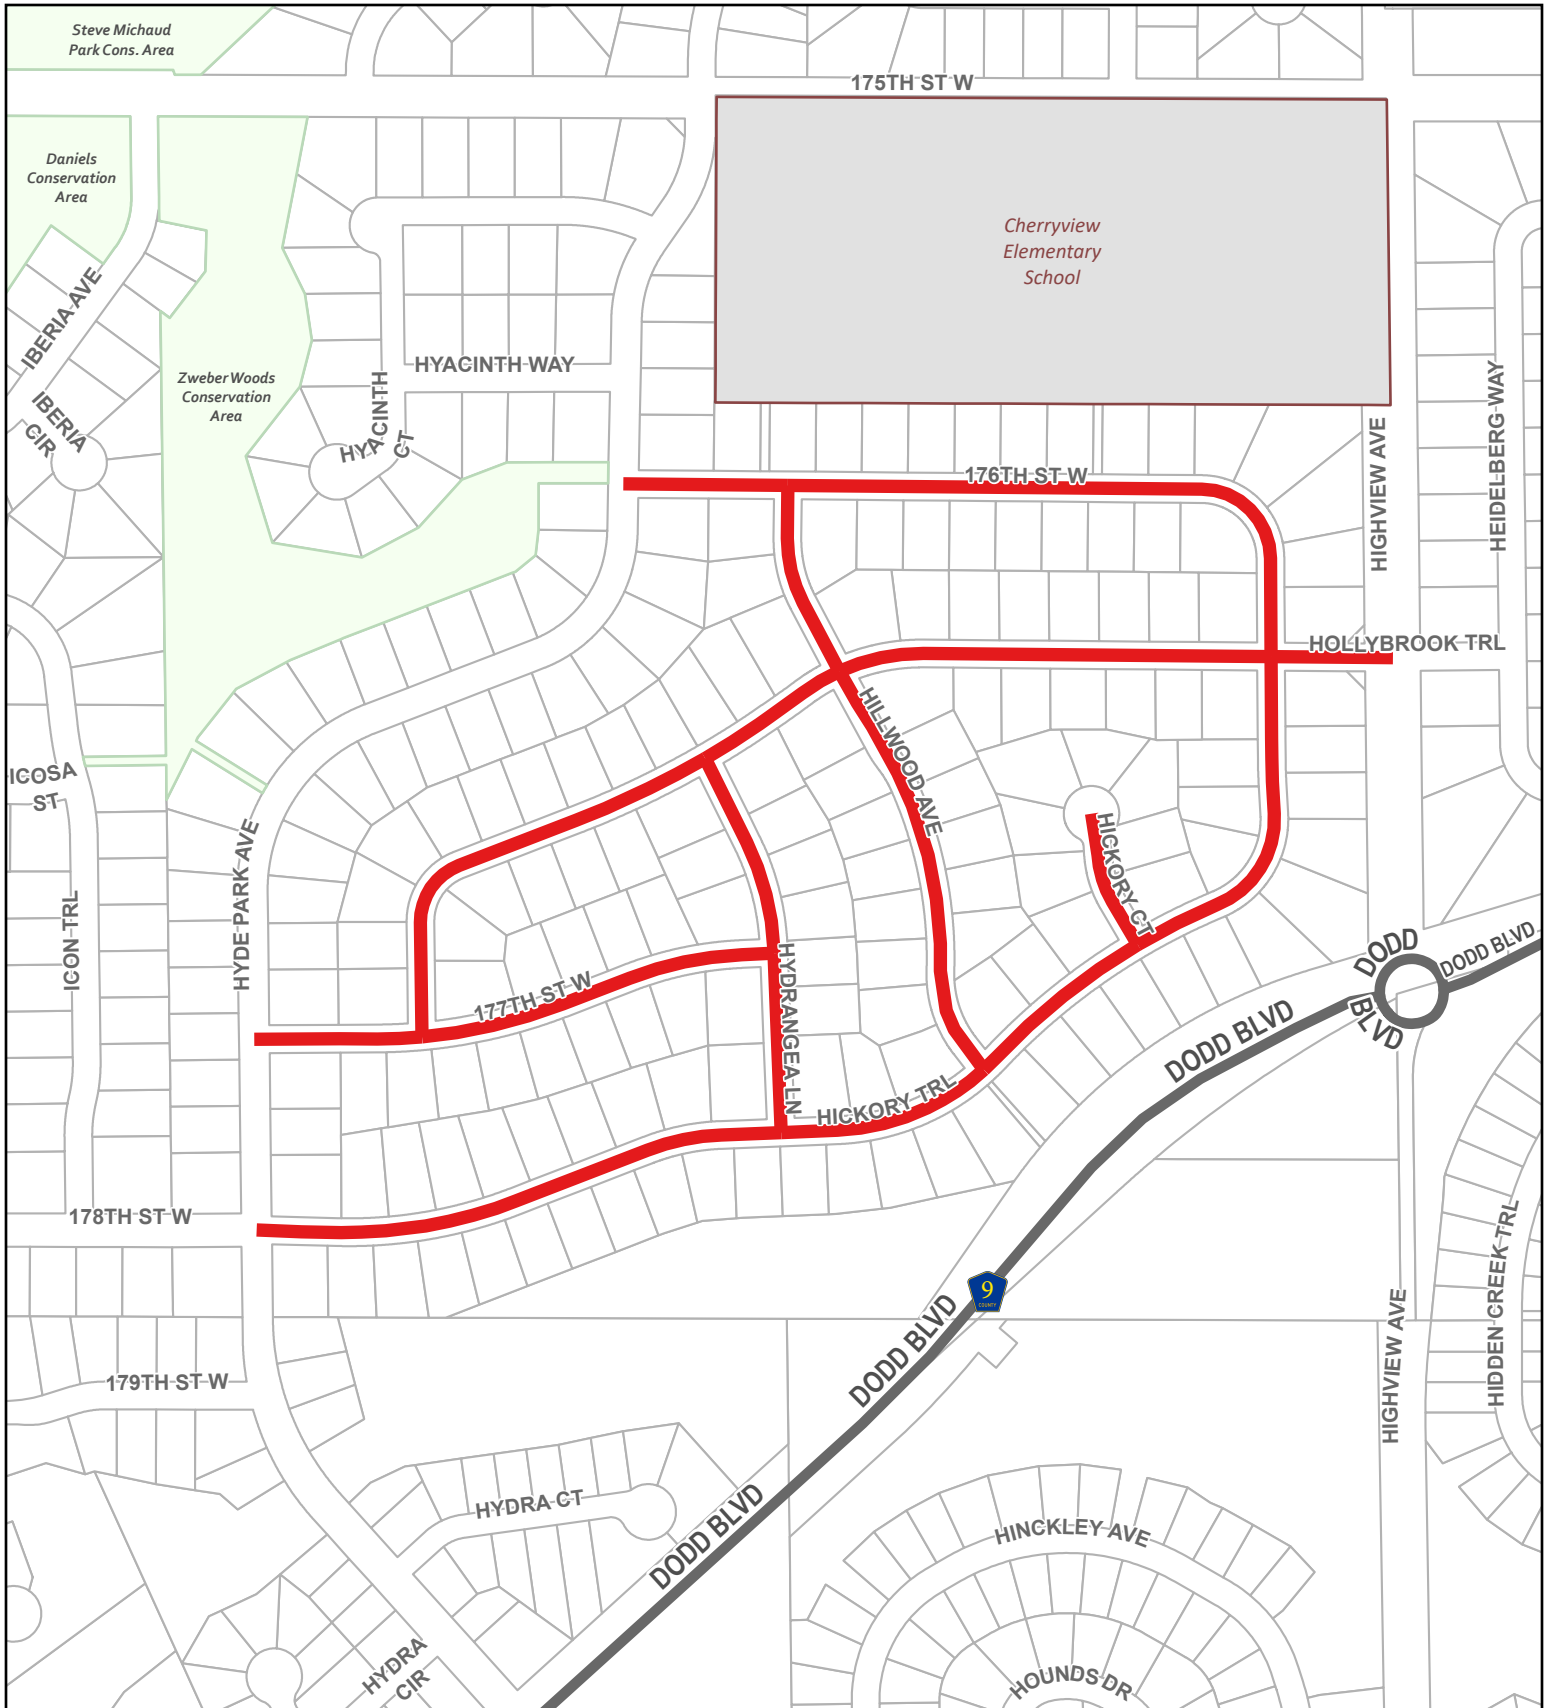 Steve Michaud
Park Cons. Area
175TH ST W
Daniels
Conservation
Area
Cherryview
Elementary
School
IBERIA AVE
HYACINTH WAY
Zweber Woods
Conservation
Area
IBERIA
CIR
HYACINTH
CT
HIGHVIEW AVE
HEIDELBERG WAY
176TH ST W
HOLLYBROOK TRL
HILLWOOD AVE
ICOSA
ST
HICKORY CT
HYDE PARK AVE
ICON TRL
DODD
BLVD
DODD BLVD
177TH ST W
HYDRANGEA LN
DODD BLVD
HICKORY TRL
178TH ST W
HIDDEN CREEK TRL
9
COUNTY
DODD BLVD
HIGHVIEW AVE
179TH ST W
HYDRA CT
DODD BLVD
HINCKLEY AVE
HYDRA
CIR
HOUNDS DR